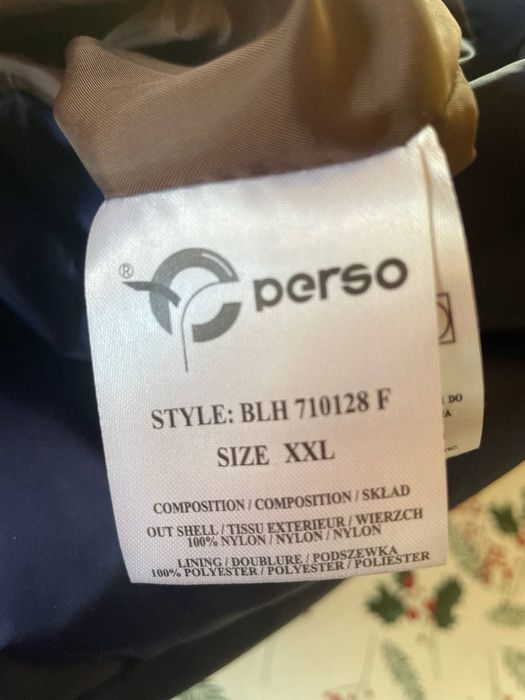 ®
perso
STYLE: BLH 710128 F
SIZE XXL
COMPOSITION / COMPOSITION / SKŁAD
OUT SHELL / TISSU EXTERIEUR / WIERZCH
100% NYLON / NYLON / NYLON
LINING / DOUBLURE / PODSZEWKA
100% POLYESTER / POLYESTER / POLIESTER
DO